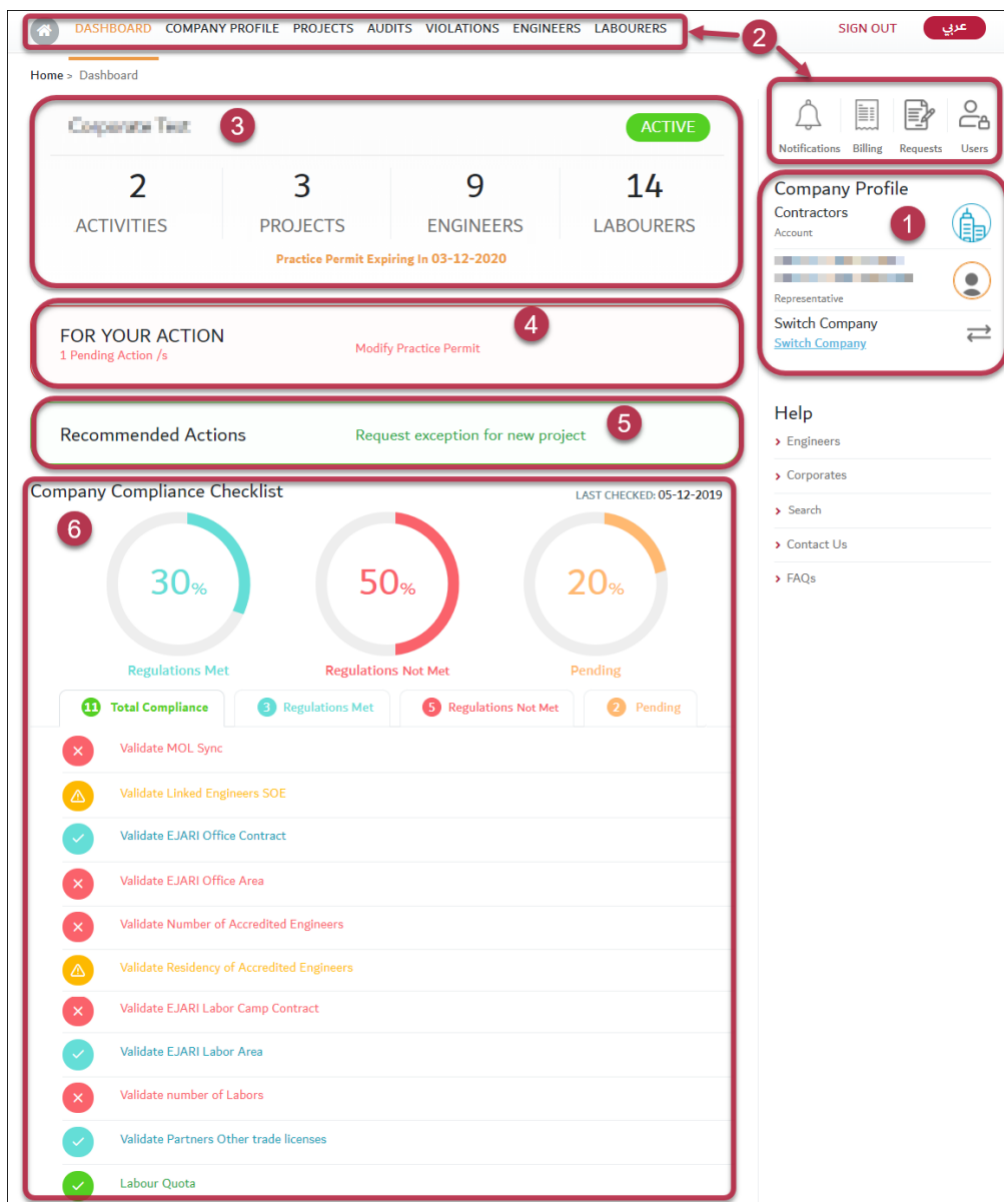 DASHBOARD COMPANY PROFILE PROJECTS AUDITS VIOLATIONS ENGINEERS LABOURERS
2
SIGN OUT
عربي
Home > Dashboard
3
ACTIVE
2 3 9 14
ACTIVITIES PROJECTS ENGINEERS LABOURERS
Practice Permit Expiring In 03-12-2020
Notifications Billing Requests Users
Company Profile
Contractors
1
Account
Representative
Switch Company
Switch Company
4
FOR YOUR ACTION
1 Pending Action /s
Modify Practice Permit
5
Recommended Actions
Request exception for new project
Help
Engineers
Corporates
Search
Contact Us
FAQs
Company Compliance Checklist
LAST CHECKED: 05-12-2019
6
30% 50% 20%
Regulations Met Regulations Not Met Pending
11 Total Compliance 3 Regulations Met 5 Regulations Not Met 2 Pending
Validate MOL Sync
Validate Linked Engineers SOE
Validate EJARI Office Contract
Validate EJARI Office Area
Validate Number of Accredited Engineers
Validate Residency of Accredited Engineers
Validate EJARI Labor Camp Contract
Validate EJARI Labor Area
Validate number of Labors
Validate Partners Other trade licenses
Labour Quota